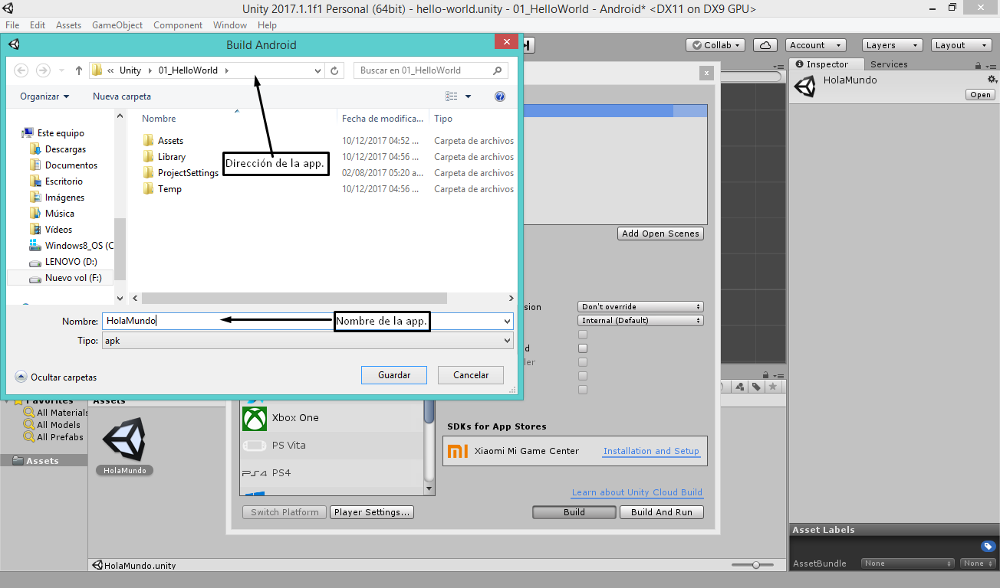 Unity 2017.1.1f1 Personal (64bit) - hello-world.unity - 01_HelloWorld - Android* <DX11 on DX9 GPU>
File Edit Assets GameObject Component Window Help
Build Android
Collab Account Layers Layout
« Unity 01_HelloWorld
Buscar en 01_HelloWorld
Organizar Nueva carpeta
Nombre Fecha de modifica... Tipo
Assets 10/12/2017 04:52 ... Carpeta de archivos
Library 10/12/2017 04:56 ... Carpeta de archivos
ProjectSettings 02/08/2017 05:20 a... Carpeta de archivos
Temp 10/12/2017 04:56 ... Carpeta de archivos
Dirección de la app.
Este equipo
Descargas
Documentos
Escritorio
Imágenes
Música
Vídeos
Windows8_OS (C
LENOVO (D:)
Nuevo vol (F:)
Nombre: HolaMundo
Nombre de la app.
Tipo: apk
Ocultar carpetas
Guardar Cancelar
Inspector Services
HolaMundo
Open
Add Open Scenes
sion Don't override
Internal (Default)
d
ler
Favorites
All Materials
All Models
All Prefabs
Assets
Assets
HolaMundo
Xbox One
PS Vita
PS4 PS4
SDKs for App Stores
mi Xiaomi Mi Game Center Installation and Setup
Learn about Unity Cloud Build
Switch Platform Player Settings... Build Build And Run
HolaMundo.unity
Asset Labels
AssetBundle None None